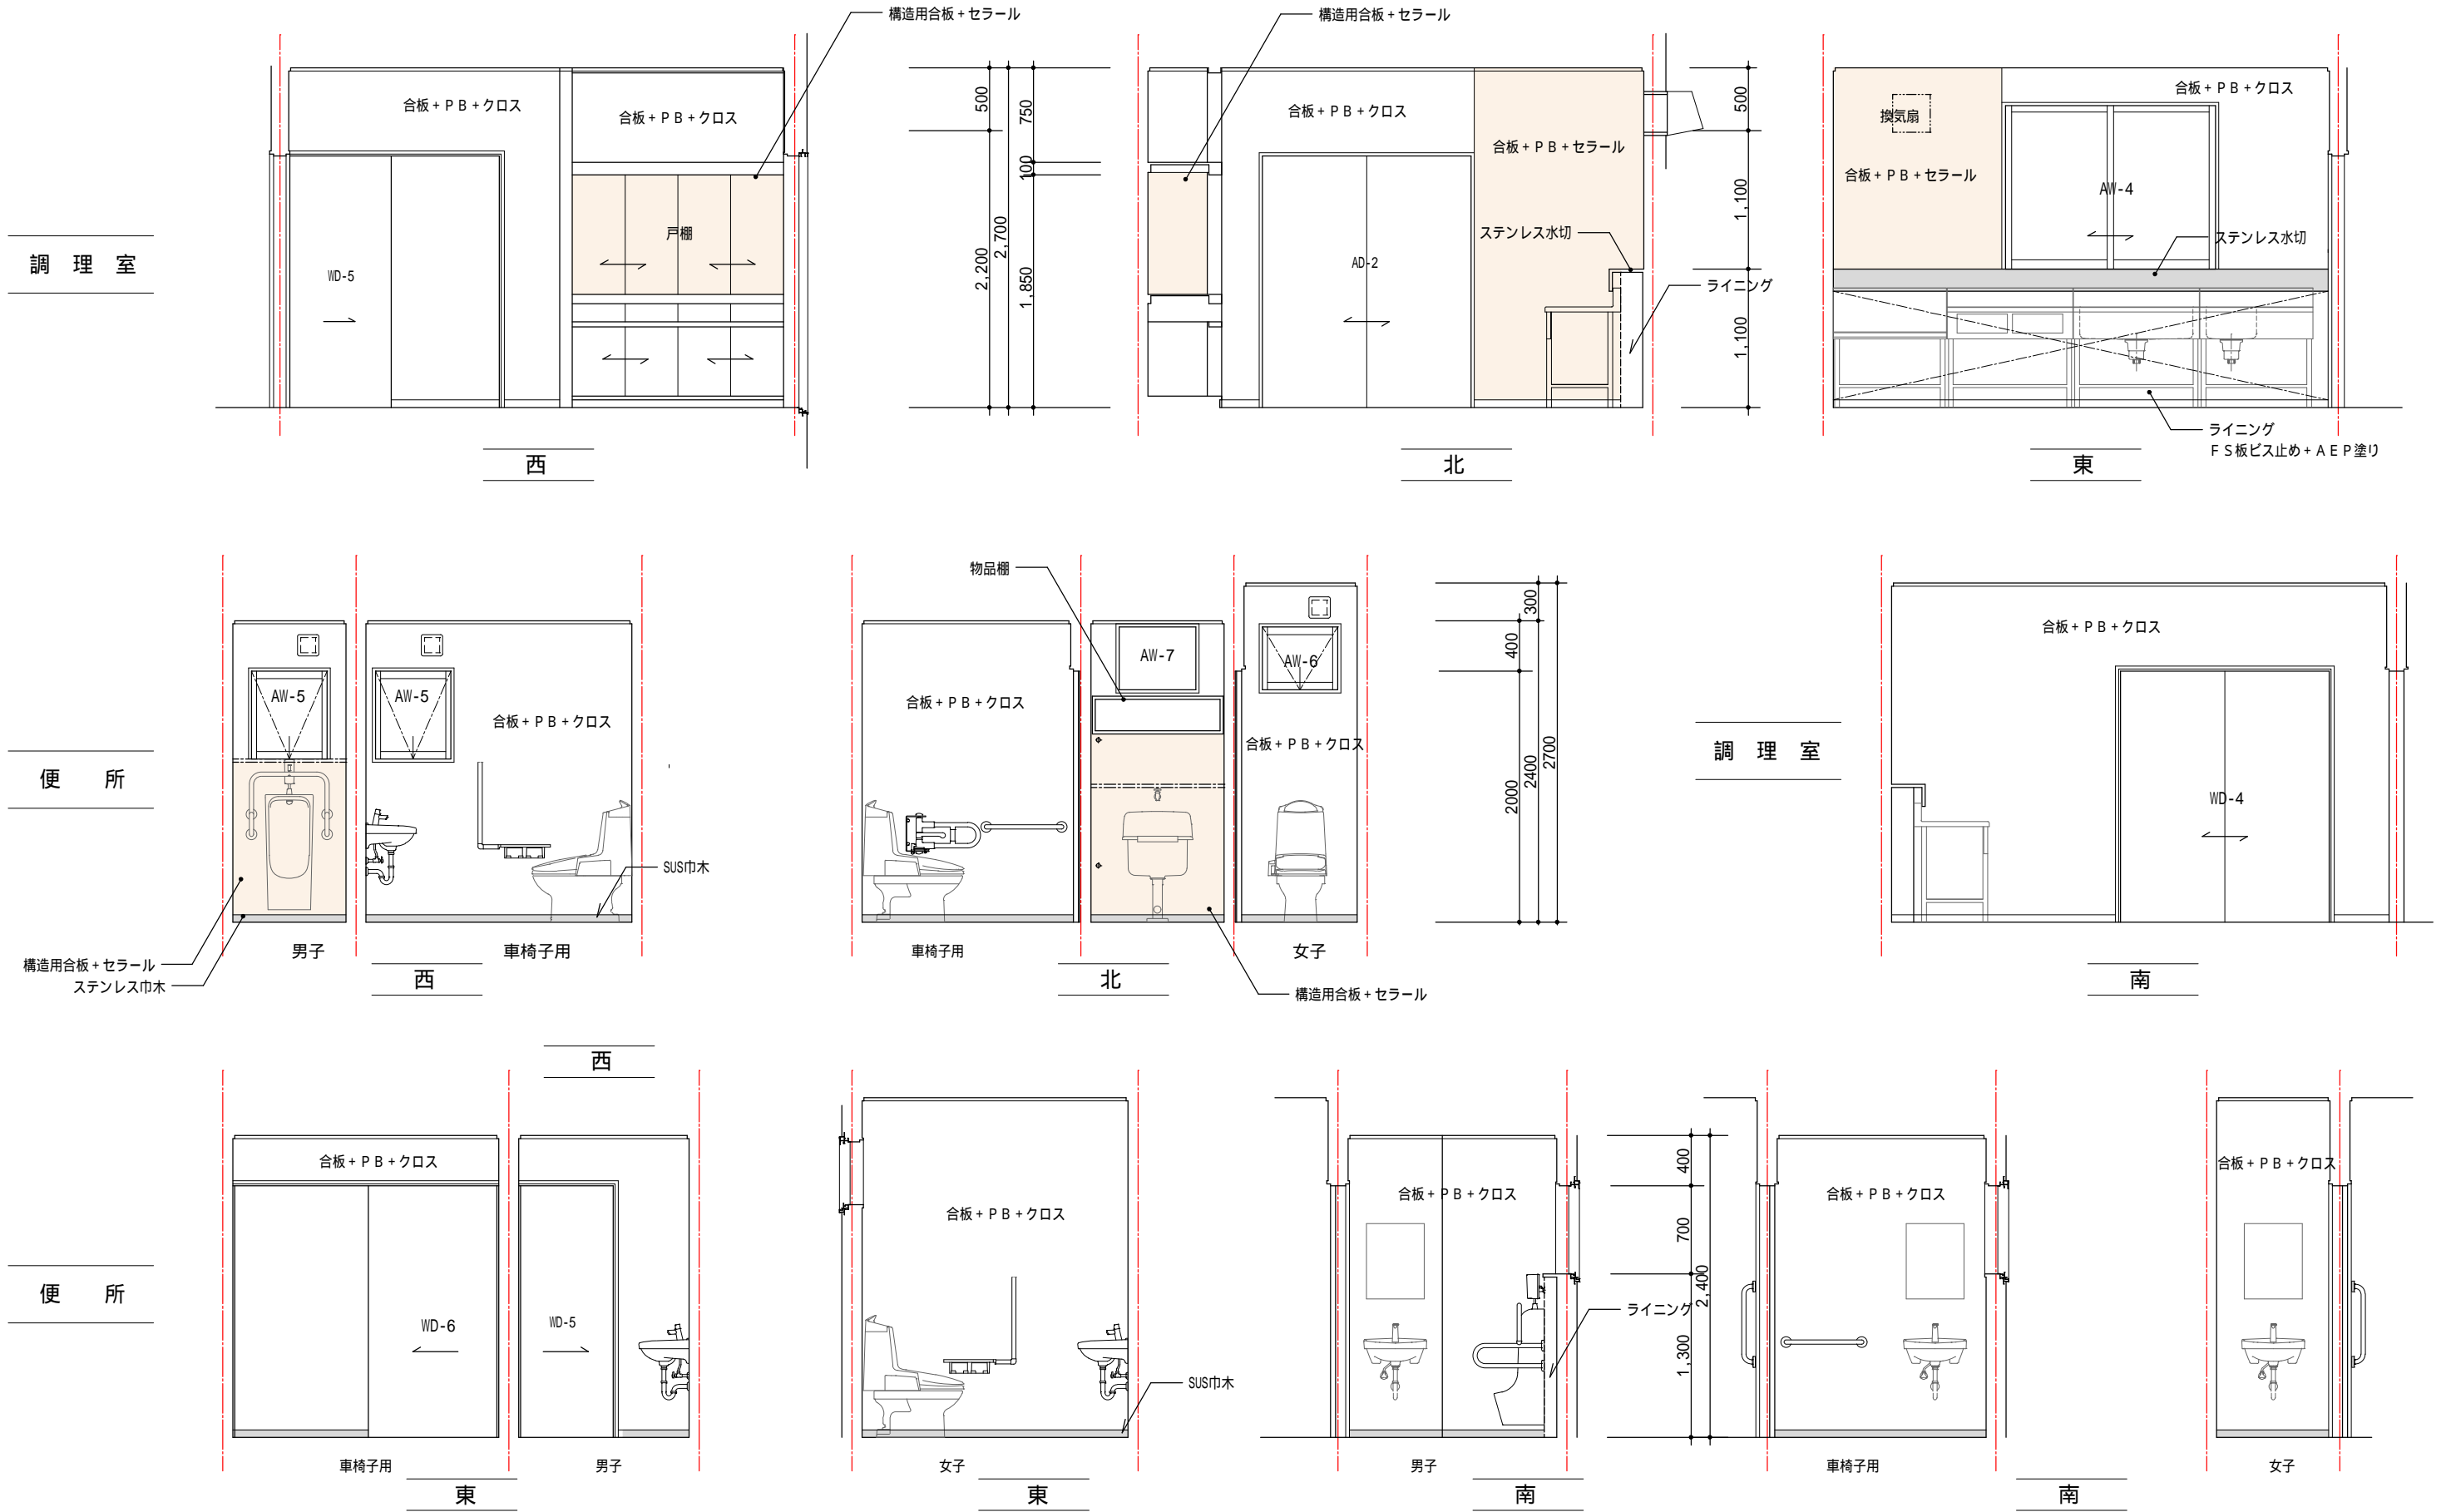 構造用合板+セラール
構造用合板+セラール
合板+PB+クロス
合板+PB+クロス
戸棚
WD-5
500
2,200
2,700
750
100
1,850
合板+PB+クロス
合板+PB+セラール
ステンレス水切
AD-2
ライニング
500
1,100
1,100
換気扇
合板+PB+セラール
合板+PB+クロス
AW-4
ステンレス水切
ライニング
FS板ビス止め+AEP塗り
調理室
西
北
東
物品棚
AW-5
AW-5
合板+PB+クロス
SUS巾木
合板+PB+クロス
AW-7
AW-6
合板+PB+クロス
300
400
2000
2400
2700
便所
調理室
合板+PB+クロス
WD-4
男子
車椅子用
車椅子用
女子
構造用合板+セラール
ステンレス巾木
西
北
南
構造用合板+セラール
西
合板+PB+クロス
WD-6
WD-5
合板+PB+クロス
SUS巾木
合板+PB+クロス
ライニング
400
700
1,300
2,400
合板+PB+クロス
合板+PB+クロス
便所
車椅子用
男子
女子
男子
車椅子用
女子
東
東
南
南